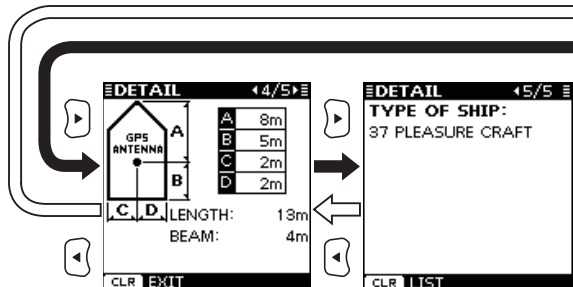 DETAIL 4/5
GPS
ANTENNA
A
B
C D
A 8m
B 5m
C 2m
D 2m
LENGTH: 13m
BEAM: 4m
CLR EXIT
DETAIL 5/5
TYPE OF SHIP:
37 PLEASURE CRAFT
CLR LIST